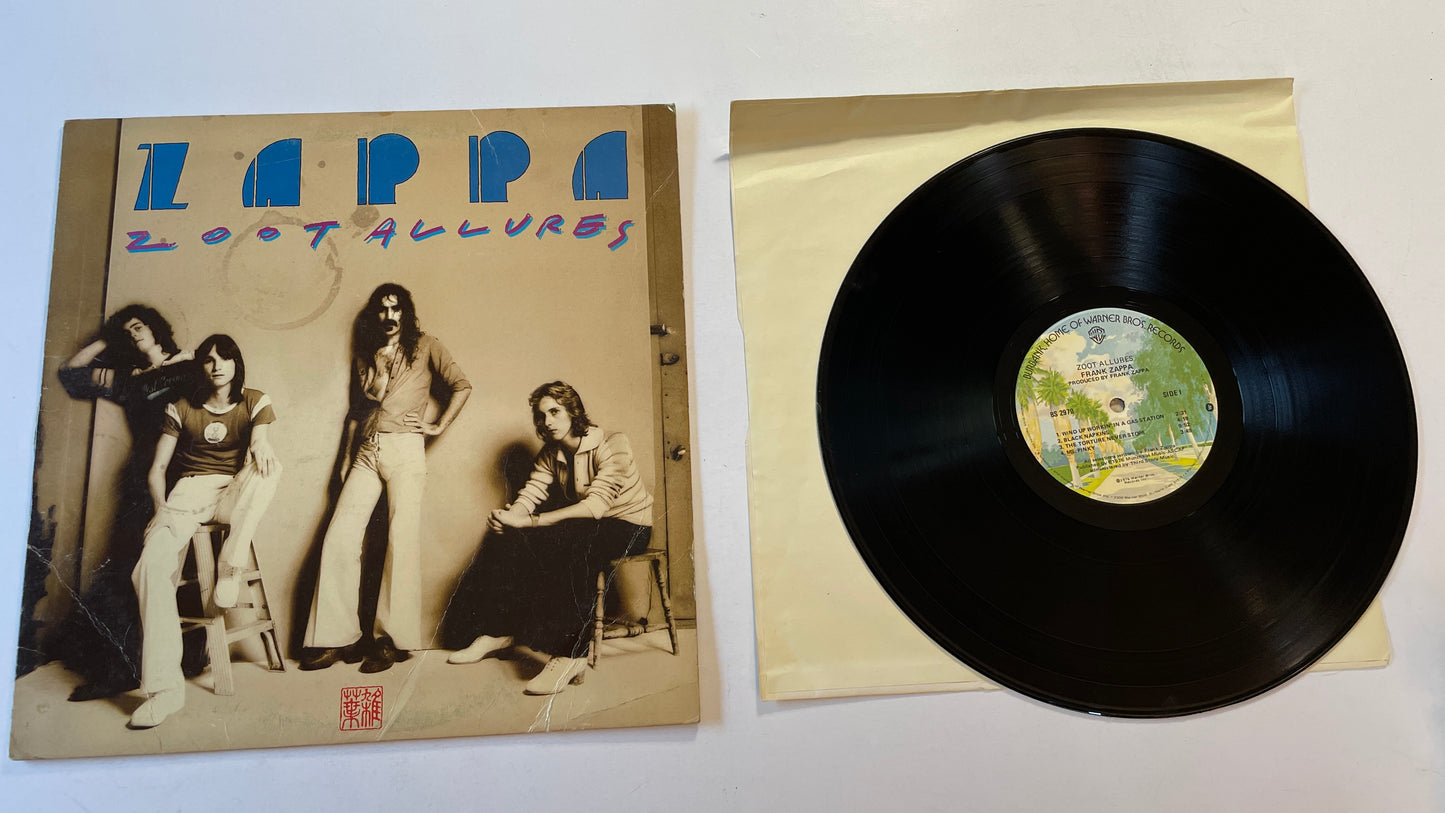 ZAPPA
ZOOT ALLURES
BURBANK, HOME OF WARNER BROS. RECORDS
ZOOT ALLURES
FRANK ZAPPA
PRODUCED BY FRANK ZAPPA
BS 2970
SIDE 1
1. WIND UP WORKIN' IN A GAS STATION 2:31
2. BLACK NAPKINS
3. THE TORTURE NEVER STOPS
4. MS. PINKY